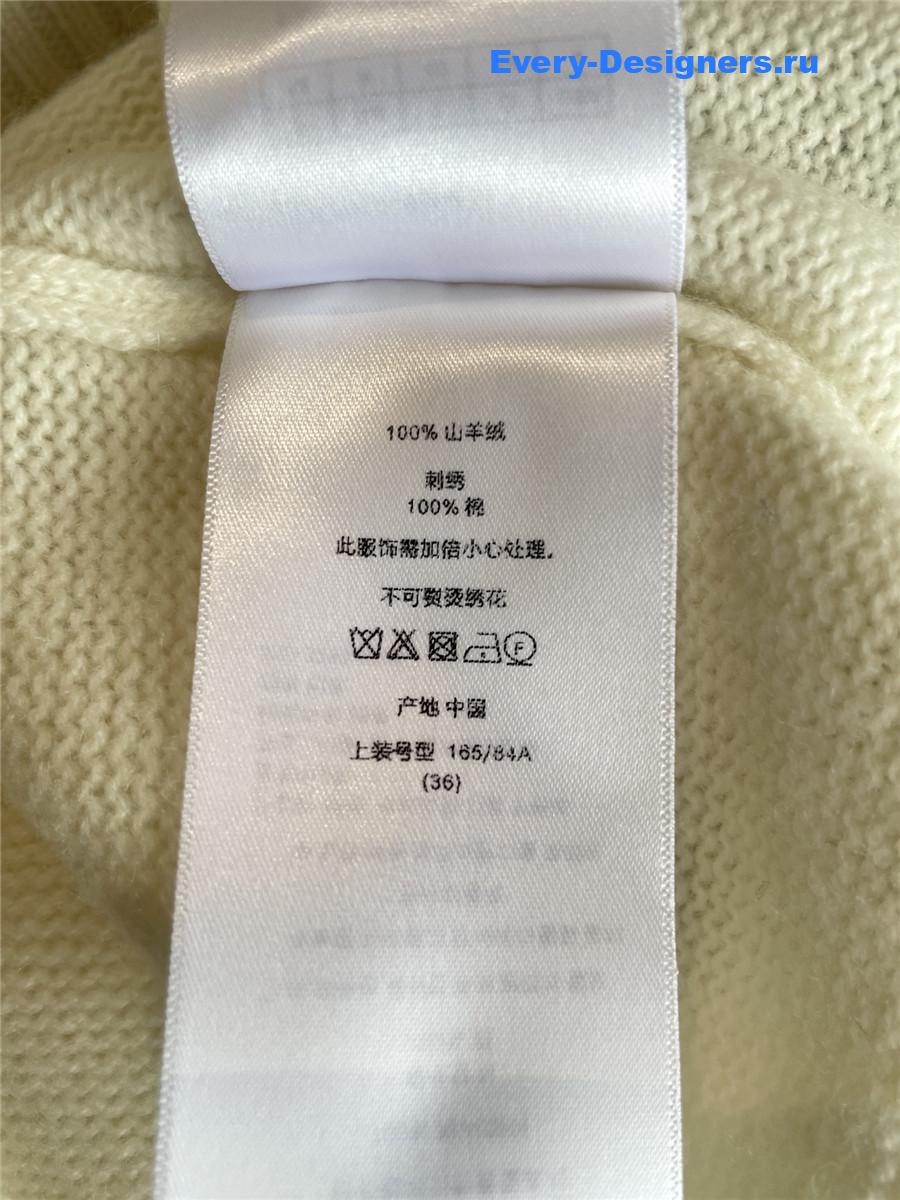 Every-Designers.ru
100% 山羊绒
刺绣
100% 棉
此服饰需加倍小心处理.
不可熨烫绣花
F
产地 中国
上装号型 165/84A
(36)